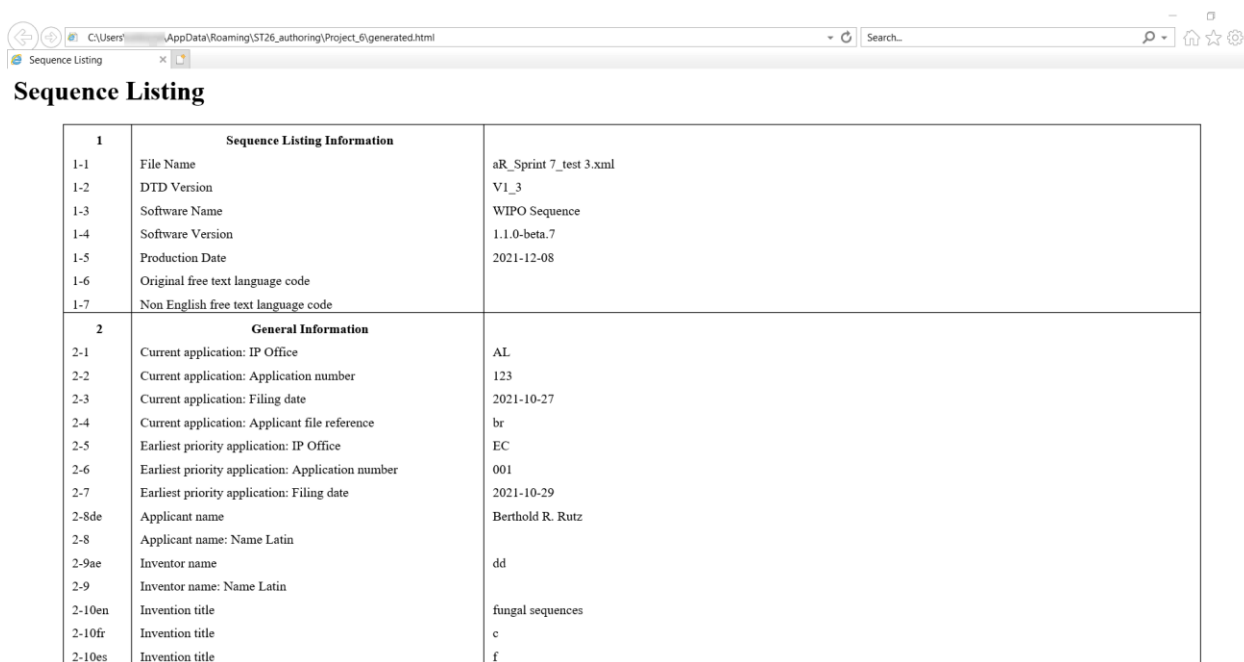 C:\Users\ \AppData\Roaming\ST26_authoring\Project_6\generated.html Search...
Sequence Listing
Sequence Listing
1 Sequence Listing Information
1-1 File Name aR_Sprint 7_test 3.xml
1-2 DTD Version V1_3
1-3 Software Name WIPO Sequence
1-4 Software Version 1.1.0-beta.7
1-5 Production Date 2021-12-08
1-6 Original free text language code
1-7 Non English free text language code
2 General Information
2-1 Current application: IP Office AL
2-2 Current application: Application number 123
2-3 Current application: Filing date 2021-10-27
2-4 Current application: Applicant file reference br
2-5 Earliest priority application: IP Office EC
2-6 Earliest priority application: Application number 001
2-7 Earliest priority application: Filing date 2021-10-29
2-8de Applicant name Berthold R. Rutz
2-8 Applicant name: Name Latin
2-9ae Inventor name dd
2-9 Inventor name: Name Latin
2-10en Invention title fungal sequences
2-10fr Invention title c
2-10es Invention title f